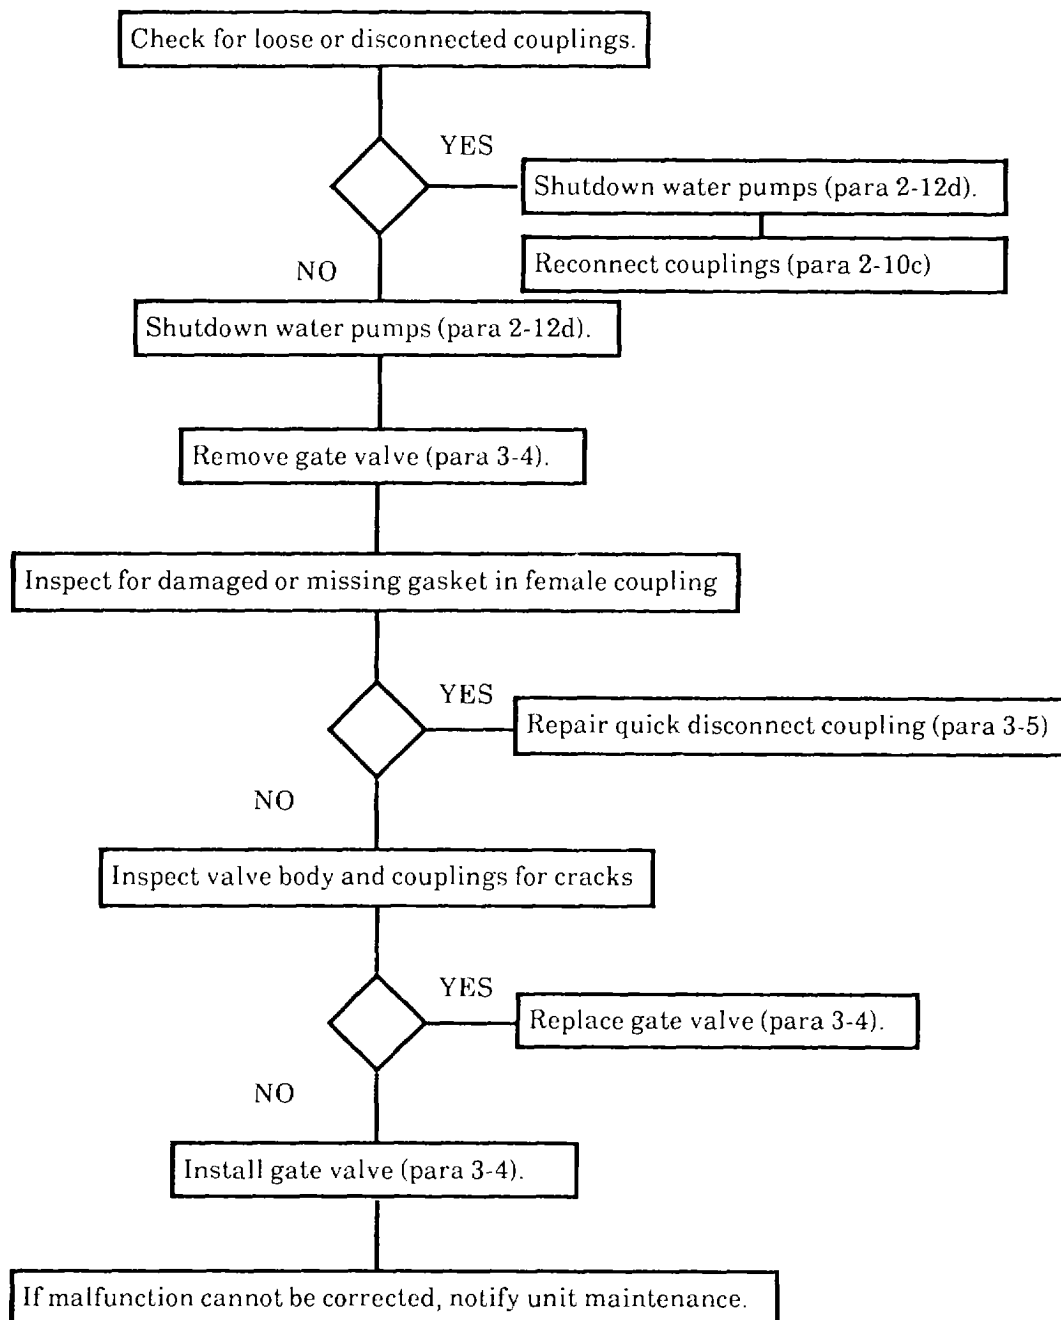 Check for loose or disconnected couplings.
YES
Shutdown water pumps (para 2-12d).
Reconnect couplings (para 2-10c)
NO
Shutdown water pumps (para 2-12d).
Remove gate valve (para 3-4).
Inspect for damaged or missing gasket in female coupling
YES
Repair quick disconnect coupling (para 3-5)
NO
Inspect valve body and couplings for cracks
YES
Replace gate valve (para 3-4).
NO
Install gate valve (para 3-4).
If malfunction cannot be corrected, notify unit maintenance.